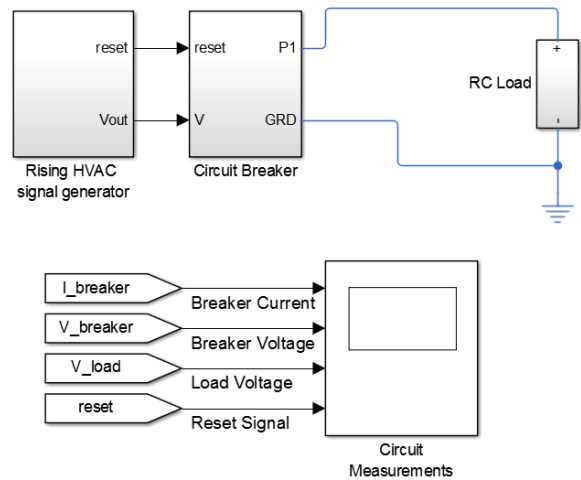 reset
reset
P1
RC Load
+
-
Vout
V
GRD
Rising HVAC
signal generator
Circuit Breaker
I_breaker
Breaker Current
V_breaker
Breaker Voltage
V_load
Load Voltage
reset
Reset Signal
Circuit
Measurements